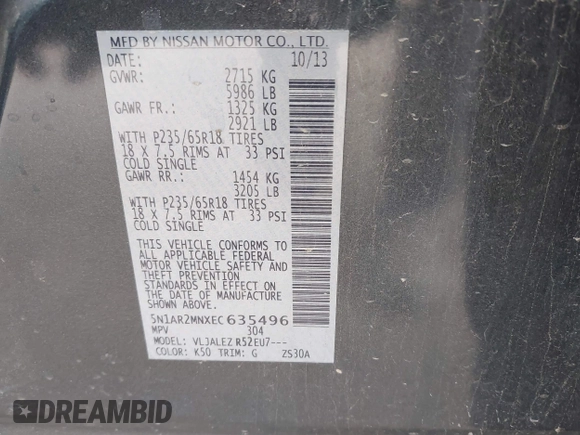 MFD BY NISSAN MOTOR CO., LTD.
DATE: 10/13
GVWR: 2715 KG
5986 LB
GAWR FR.: 1325 KG
2921 LB
WITH P235/65R18 TIRES
18 X 7.5 RIMS AT 33 PSI
COLD SINGLE
GAWR RR.: 1454 KG
3205 LB
WITH P235/65R18 TIRES
18 X 7.5 RIMS AT 33 PSI
COLD SINGLE
THIS VEHICLE CONFORMS TO
ALL APPLICABLE FEDERAL
MOTOR VEHICLE SAFETY AND
THEFT PREVENTION
STANDARDS IN EFFECT ON
THE DATE OF MANUFACTURE
SHOWN ABOVE.
5N1AR2MNXEC635496
MPV 304
MODEL: VLJALEZ R52EU7---
COLOR: K50 TRIM: G ZS30A
DREAMBID